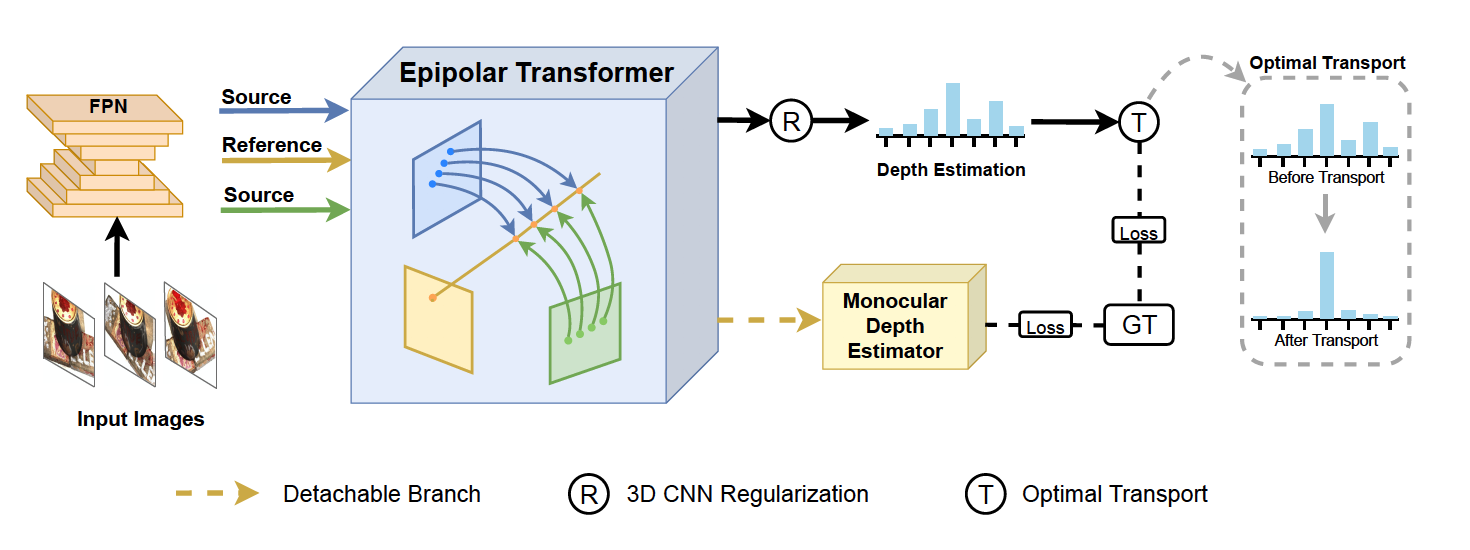 FPN
Source
Reference
Source
Input Images
Epipolar Transformer
R
Depth Estimation
T
Loss
Monocular
Depth
Estimator
Loss
GT
Optimal Transport
Before Transport
After Transport
Detachable Branch
R
3D CNN Regularization
T
Optimal Transport